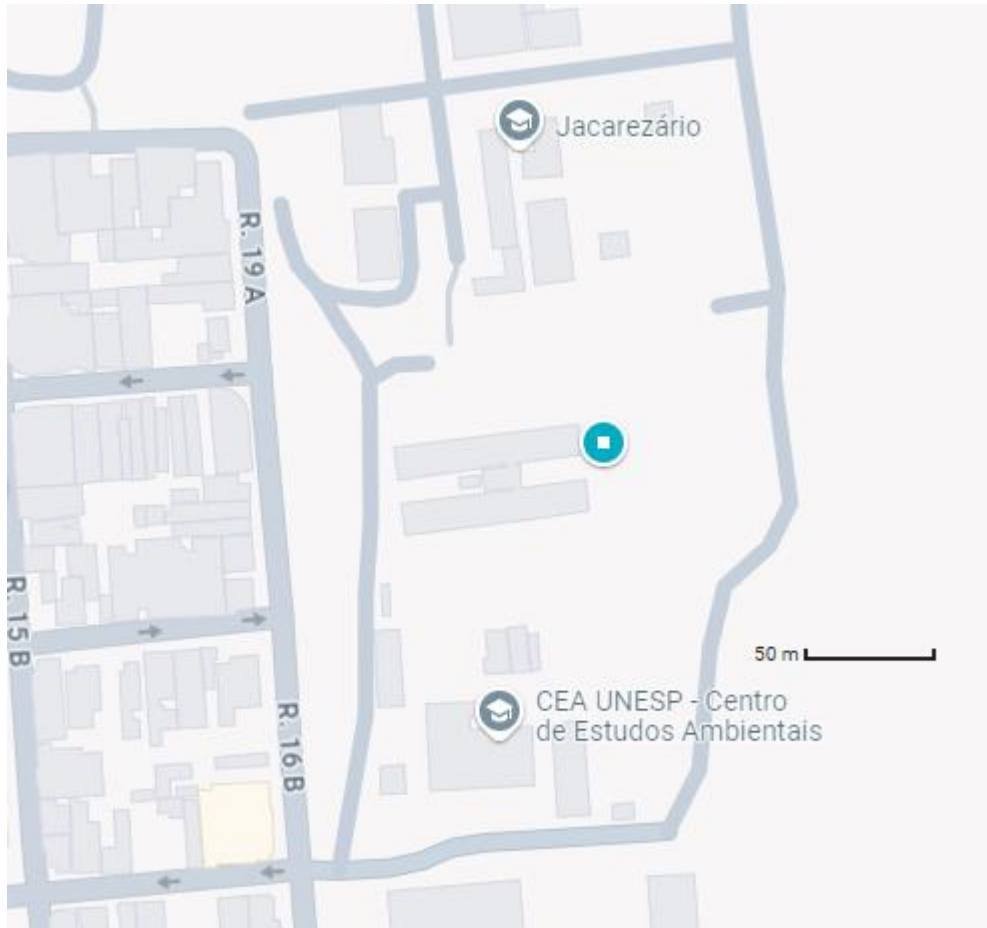 Jacarezário
R. 19 A
R. 15 B
50 m
R. 16 B
CEA UNESP - Centro
de Estudos Ambientais